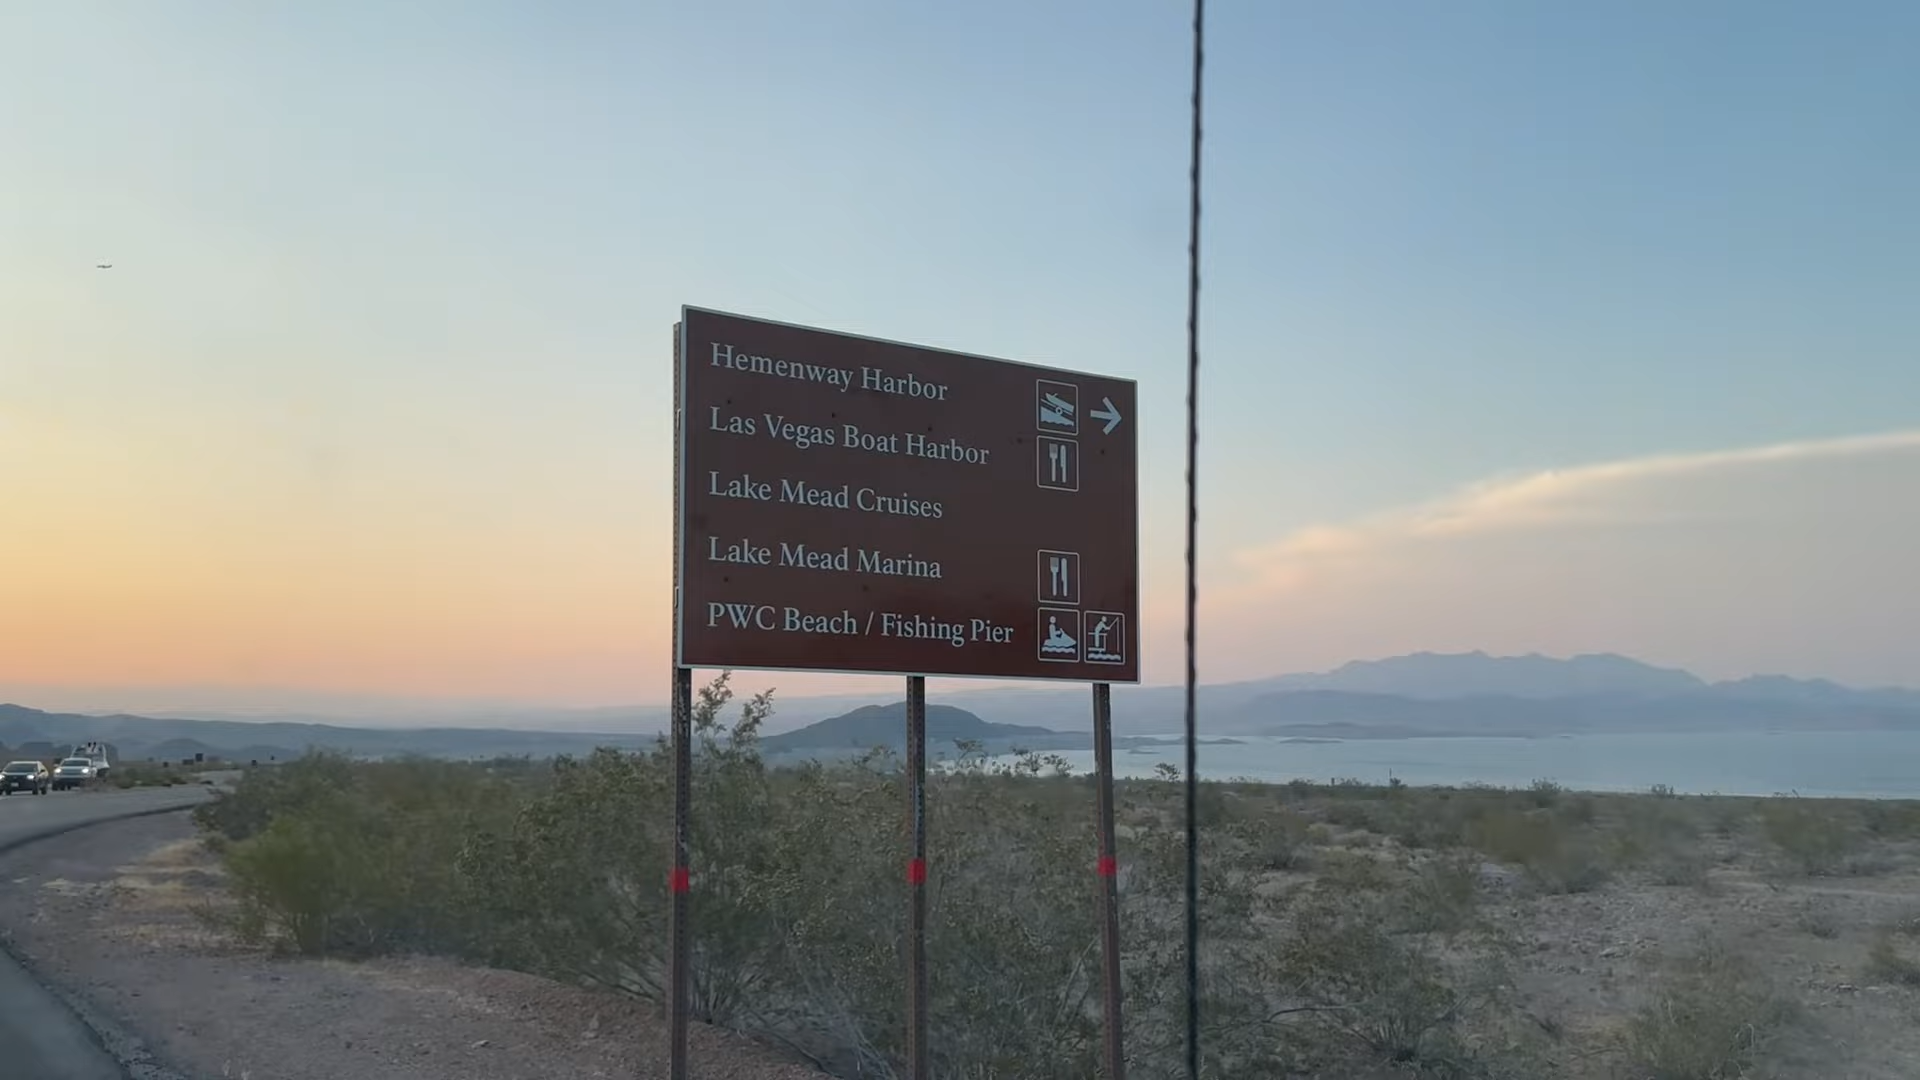 Hemenway Harbor
Las Vegas Boat Harbor
Lake Mead Cruises
Lake Mead Marina
PWC Beach / Fishing Pier